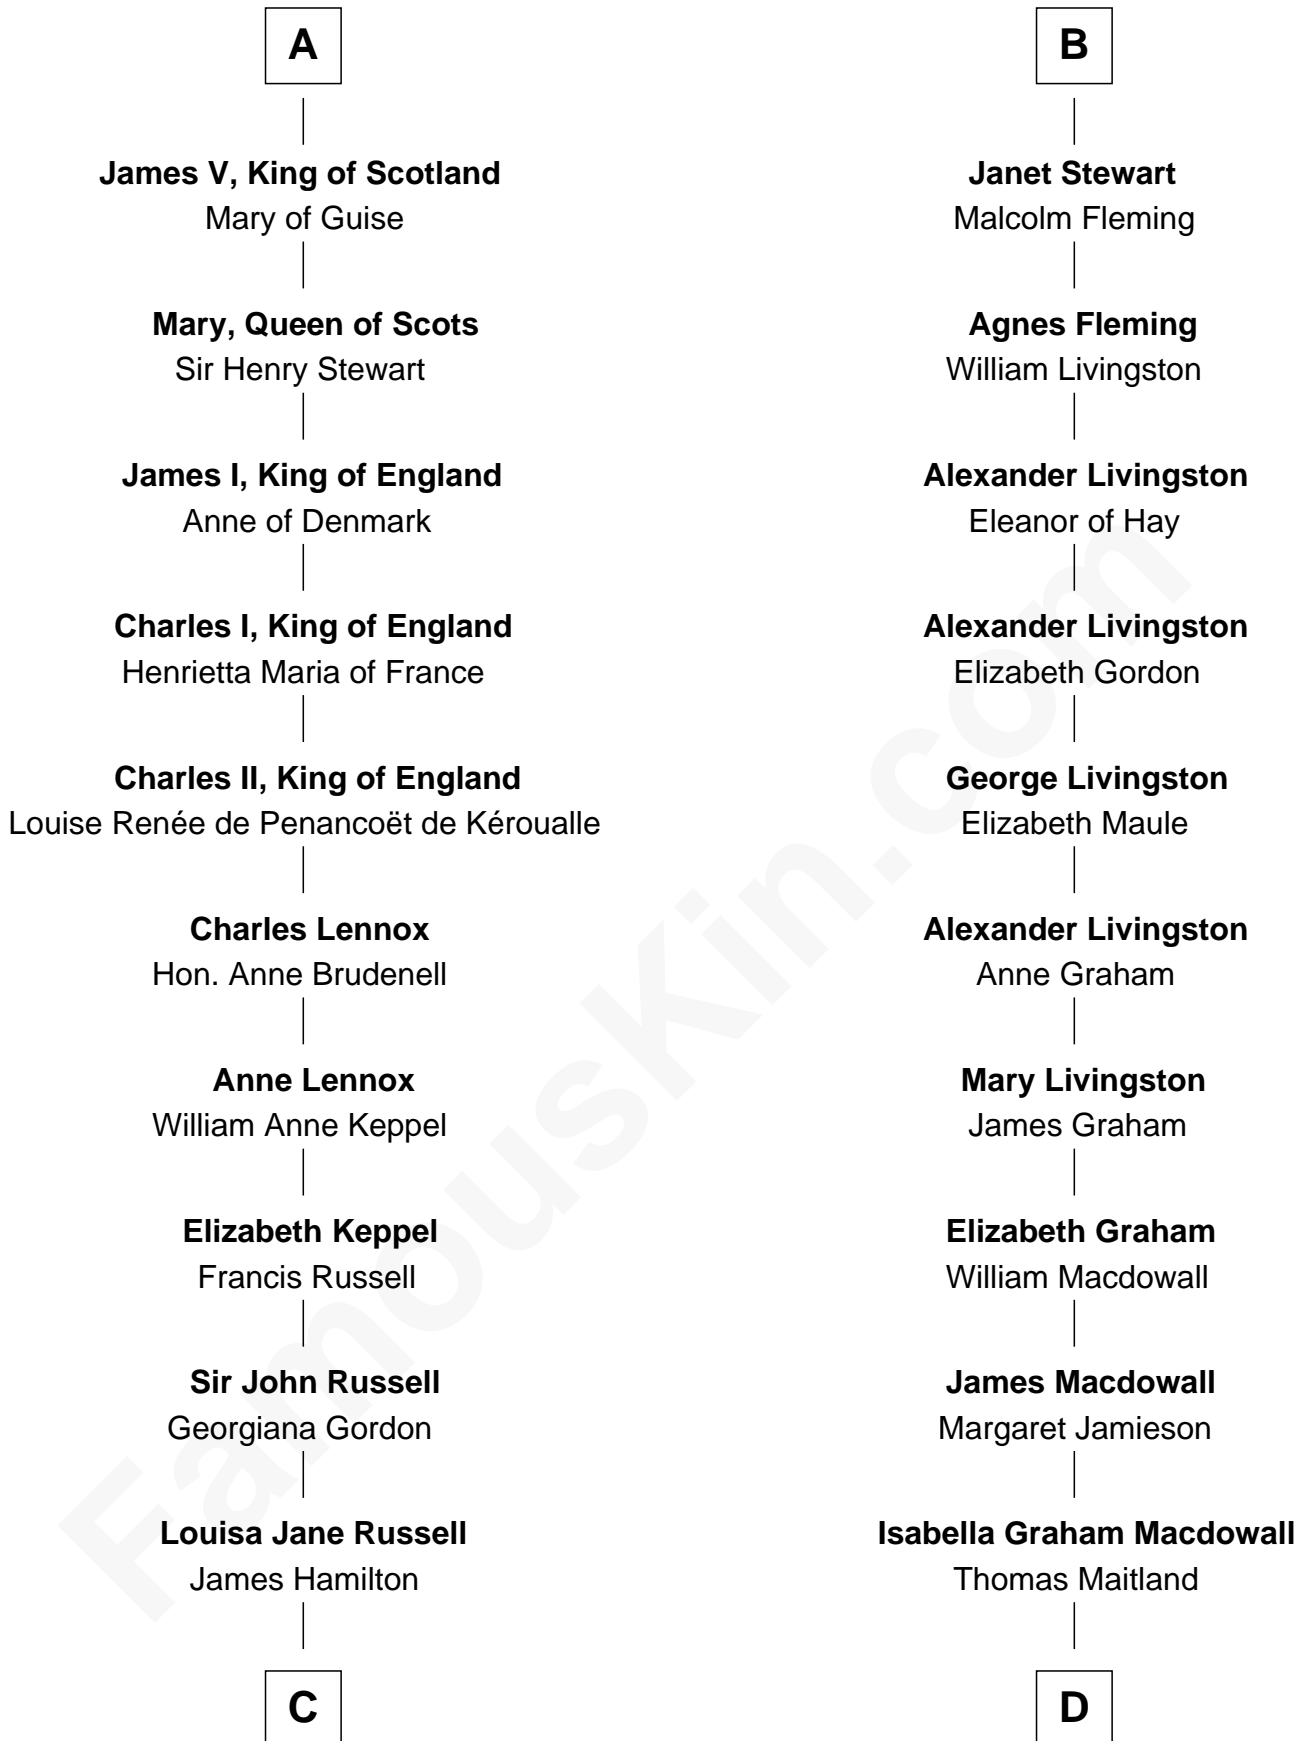 A
James V, King of Scotland
Mary of Guise
Mary, Queen of Scots
Sir Henry Stewart
James I, King of England
Anne of Denmark
Charles I, King of England
Henrietta Maria of France
Charles II, King of England
Louise Renée de Penancoët de Kéroualle
Charles Lennox
Hon. Anne Brudenell
Anne Lennox
William Anne Keppel
Elizabeth Keppel
Francis Russell
Sir John Russell
Georgiana Gordon
Louisa Jane Russell
James Hamilton
C
B
Janet Stewart
Malcolm Fleming
Agnes Fleming
William Livingston
Alexander Livingston
Eleanor of Hay
Alexander Livingston
Elizabeth Gordon
George Livingston
Elizabeth Maule
Alexander Livingston
Anne Graham
Mary Livingston
James Graham
Elizabeth Graham
William Macdowall
James Macdowall
Margaret Jamieson
Isabella Graham Macdowall
Thomas Maitland
D
FamousKin.com